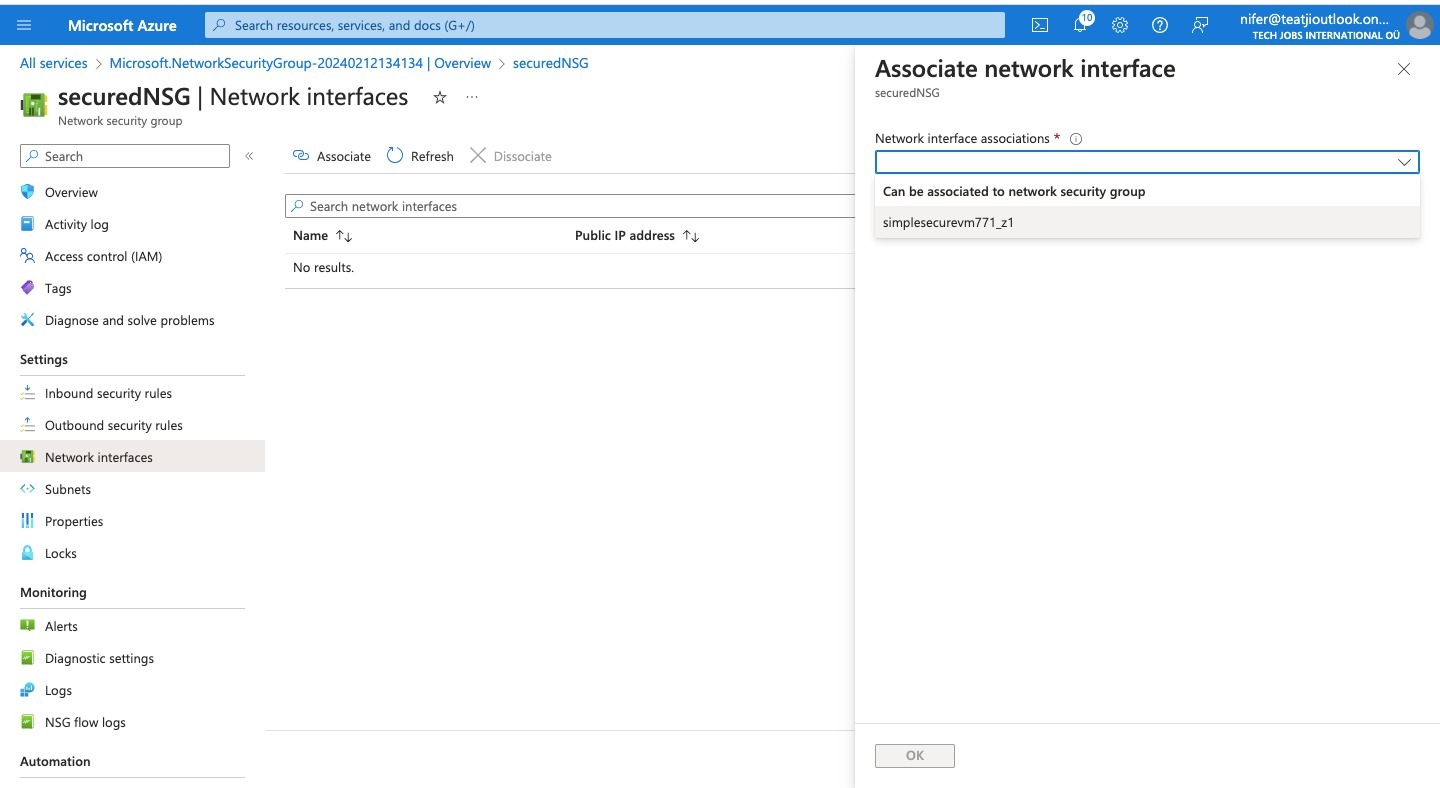 Microsoft Azure
Search resources, services, and docs (G+/)
10
nifer@teatjioutlook.on...
TECH JOBS INTERNATIONAL OÜ
All services > Microsoft.NetworkSecurityGroup-20240212134134 | Overview > securedNSG
securedNSG | Network interfaces
...
Network security group
Search
«
Overview
Activity log
Access control (IAM)
Tags
Diagnose and solve problems
Settings
Inbound security rules
Outbound security rules
Network interfaces
Subnets
Properties
Locks
Monitoring
Alerts
Diagnostic settings
Logs
NSG flow logs
Automation
Associate Refresh Dissociate
Search network interfaces
Name ↑↓ Public IP address ↑↓
No results.
Associate network interface
securedNSG
Network interface associations *
Can be associated to network security group
simplesecurevm771_z1
OK